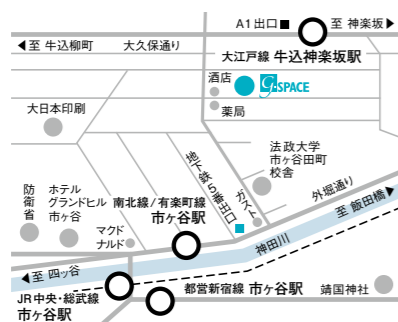 A1出口■
至 神楽坂▶
◀至 牛込柳町
大久保通り
大江戸線 牛込神楽坂駅
酒店
G-SPACE
薬局
大日本印刷
法政大学
市ヶ谷田町
校舎
地下鉄5番出口
ガスト
外堀通り
至 飯田橋▶
防衛省
ホテル
グランドヒル
市ヶ谷
南北線/有楽町線
市ヶ谷駅
マクド
ナルド
神田川
◀至 四ッ谷
JR中央・総武線
市ヶ谷駅
都営新宿線 市ヶ谷駅
靖国神社